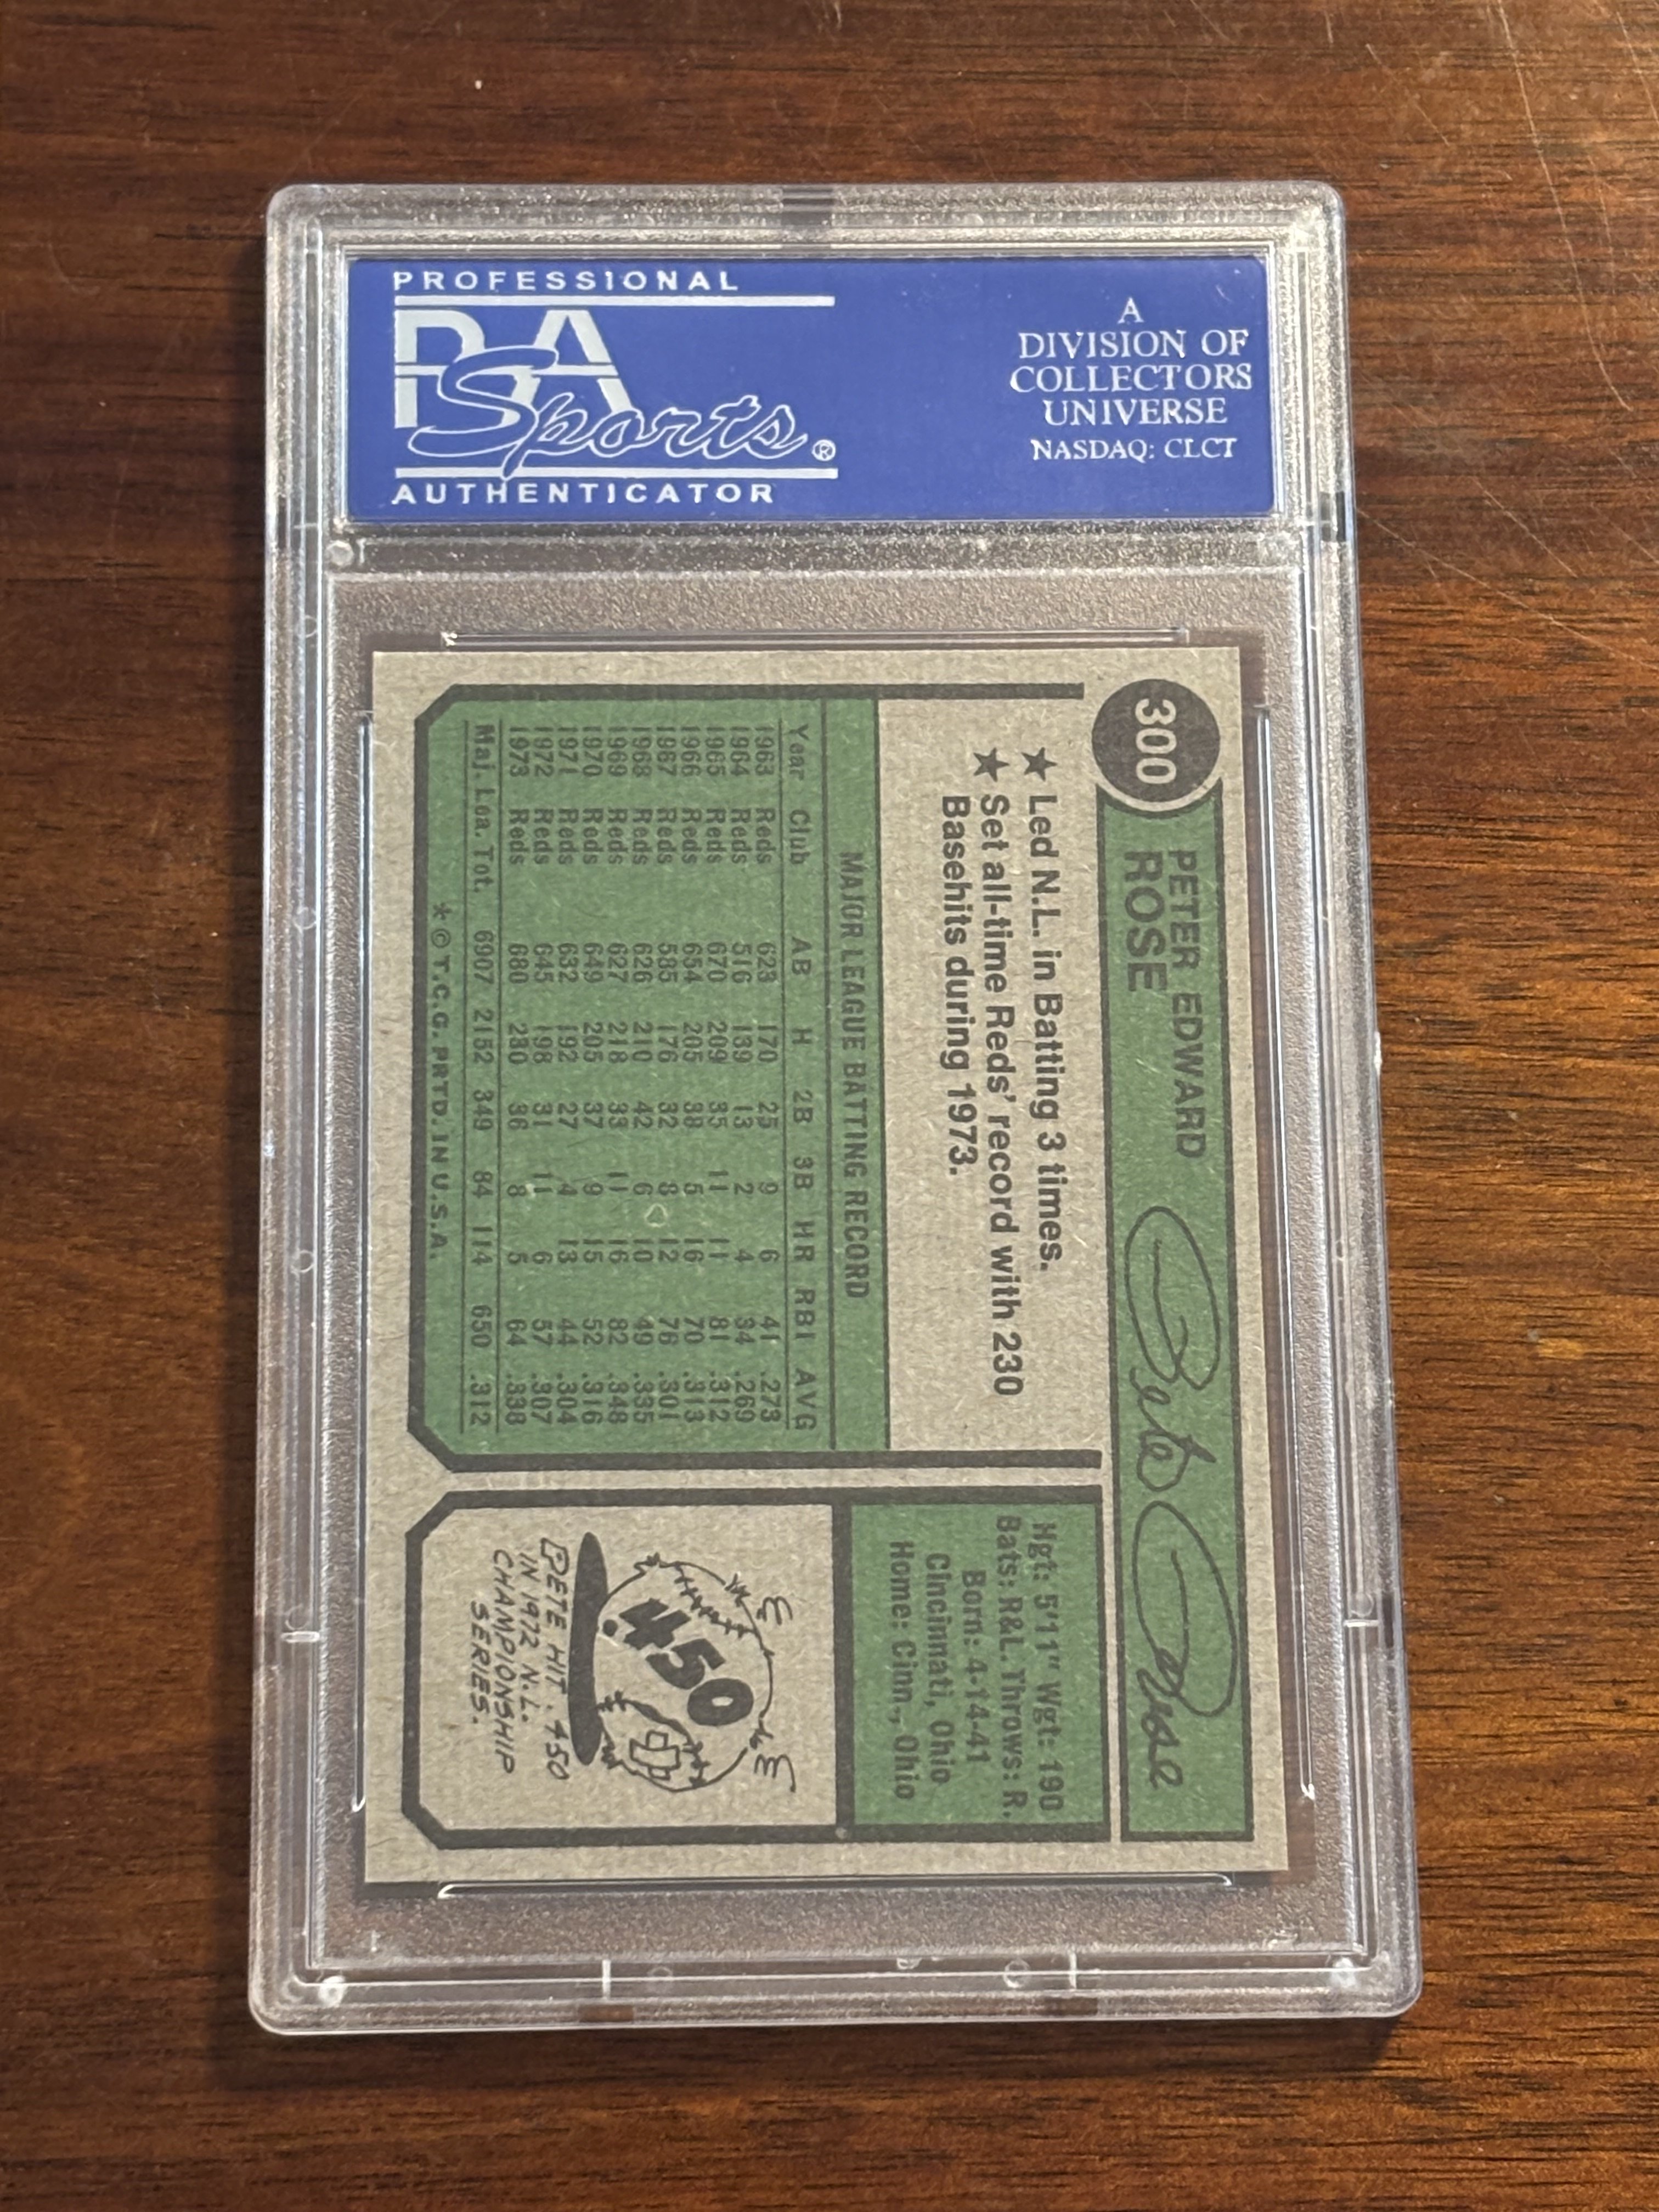 PROFESSIONAL
PSA
Sports®
AUTHENTICATOR
A
DIVISION OF
COLLECTORS
UNIVERSE
NASDAQ: CLCT
300
PETER EDWARD
ROSE
Pete Rose
★ Led N.L. in Batting 3 times.
★ Set all-time Reds' record with 230
Basehits during 1973.
MAJOR LEAGUE BATTING RECORD
Year Club AB H 2B 3B HR RBI AVG
1963 Reds 623 170 25 9 6 41 .273
1964 Reds 516 139 13 2 4 34 .269
1965 Reds 670 209 35 11 11 81 .312
1966 Reds 654 205 38 5 16 70 .313
1967 Reds 585 176 32 8 12 76 .301
1968 Reds 626 210 42 6 10 49 .335
1969 Reds 627 218 33 11 16 82 .348
1970 Reds 649 205 37 9 15 52 .316
1971 Reds 632 192 27 4 13 44 .304
1972 Reds 645 198 31 11 6 57 .307
1973 Reds 680 230 36 8 5 64 .338
Maj. Lea. Tot. 6907 2152 349 84 114 650 .312
* © T.C.G. PRTD. IN U.S.A.
Hgt: 5'11" Wgt: 190
Bats: R&L Throws: R.
Born: 4-14-41
Cincinnati, Ohio
Home: Cinn., Ohio
.450
PETE HIT .450
IN 1972 N.L.
CHAMPIONSHIP
SERIES.